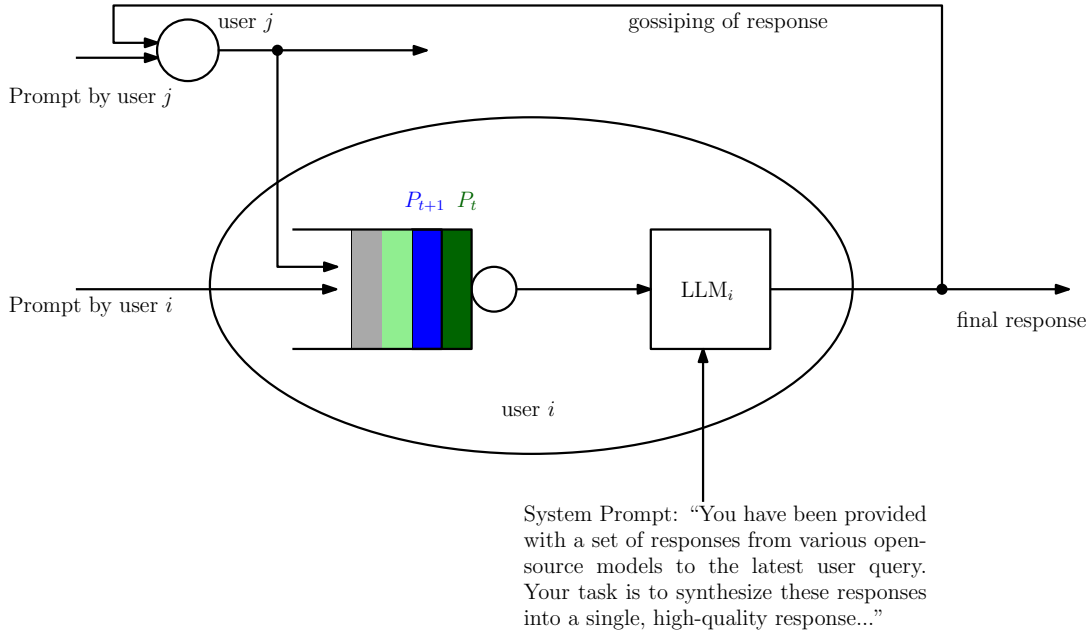 user j
gossiping of response
Prompt by user j
P_{t+1} P_t
Prompt by user i
LLM_i
final response
user i
System Prompt: “You have been provided
with a set of responses from various open-
source models to the latest user query.
Your task is to synthesize these responses
into a single, high-quality response...”